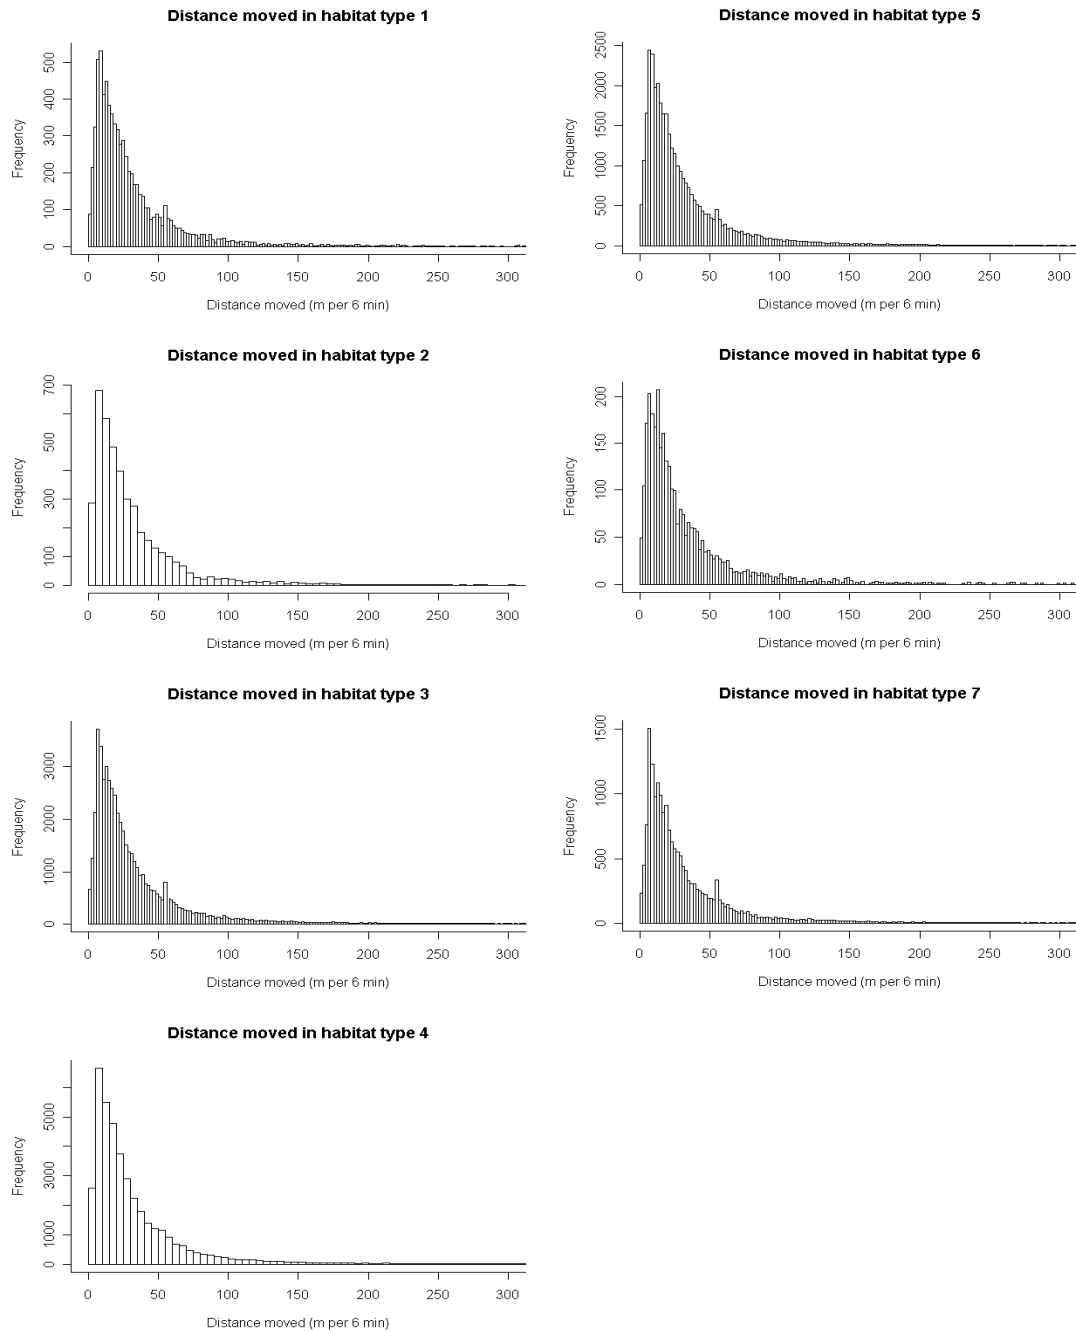 Distance moved in habitat type 1
Frequency
0 100 200 300 400 500
0 50 100 150 200 250 300
Distance moved (m per 6 min)
Distance moved in habitat type 2
Frequency
0 100 300 500 700
0 50 100 150 200 250 300
Distance moved (m per 6 min)
Distance moved in habitat type 3
Frequency
0 1000 2000 3000
0 50 100 150 200 250 300
Distance moved (m per 6 min)
Distance moved in habitat type 4
Frequency
0 1000 3000 5000
0 50 100 150 200 250 300
Distance moved (m per 6 min)
Distance moved in habitat type 5
Frequency
0 500 1000 1500 2000 2500
0 50 100 150 200 250 300
Distance moved (m per 6 min)
Distance moved in habitat type 6
Frequency
0 50 100 150 200
0 50 100 150 200 250 300
Distance moved (m per 6 min)
Distance moved in habitat type 7
Frequency
0 500 1000 1500
0 50 100 150 200 250 300
Distance moved (m per 6 min)